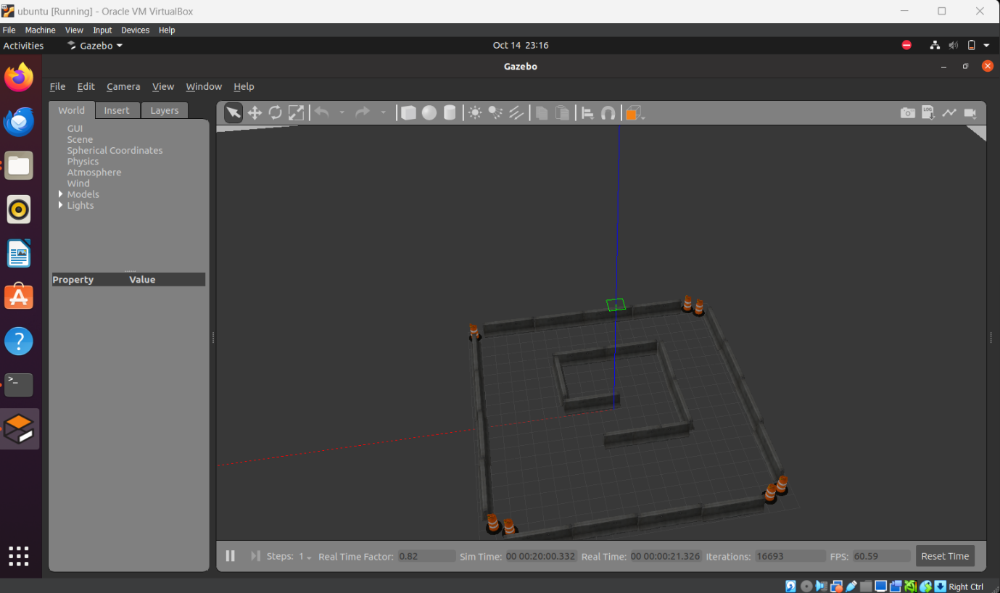 ubuntu [Running] - Oracle VM VirtualBox
File Machine View Input Devices Help
Activities Gazebo Oct 14 23:16
Gazebo
File Edit Camera View Window Help
World Insert Layers
LOG
GUI
Scene
Spherical Coordinates
Physics
Atmosphere
Wind
Models
Lights
Property Value
Steps: 1 Real Time Factor: 0.82 Sim Time: 00 00:20:00.332 Real Time: 00 00:00:21.326 Iterations: 16693 FPS: 60.59 Reset Time
Right Ctrl